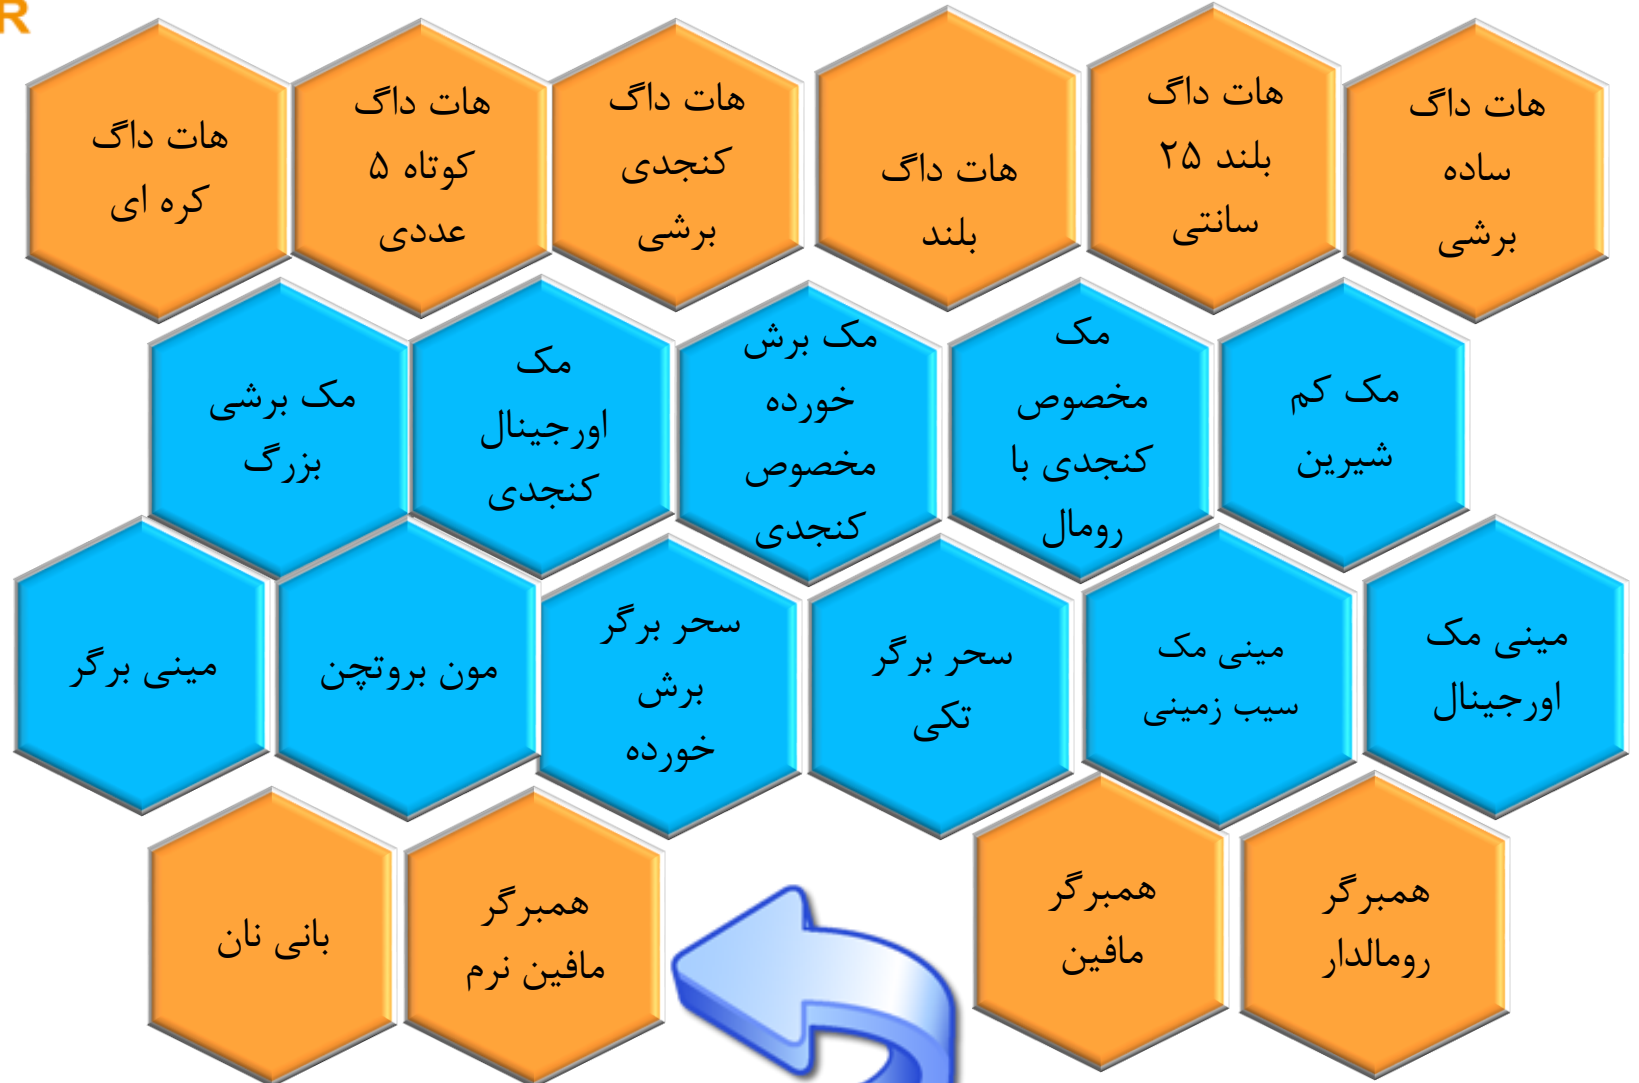 R
هات داگ
ساده
برشی
هات داگ
بلند ۲۵
سانتی
هات داگ
بلند
هات داگ
کنجدی
برشی
هات داگ
کوتاه ۵
عددی
هات داگ
کره ای
مک کم
شیرین
مک
مخصوص
کنجدی با
رومال
مک برش
خورده
مخصوص
کنجدی
مک
اورجینال
کنجدی
مک برشی
بزرگ
مینی مک
اورجینال
مینی مک
سیب زمینی
سحر برگر
تکی
سحر برگر
برش
خورده
مون بروتچن
مینی برگر
همبرگر
رومالدار
همبرگر
مافین
همبرگر
مافین نرم
بانی نان